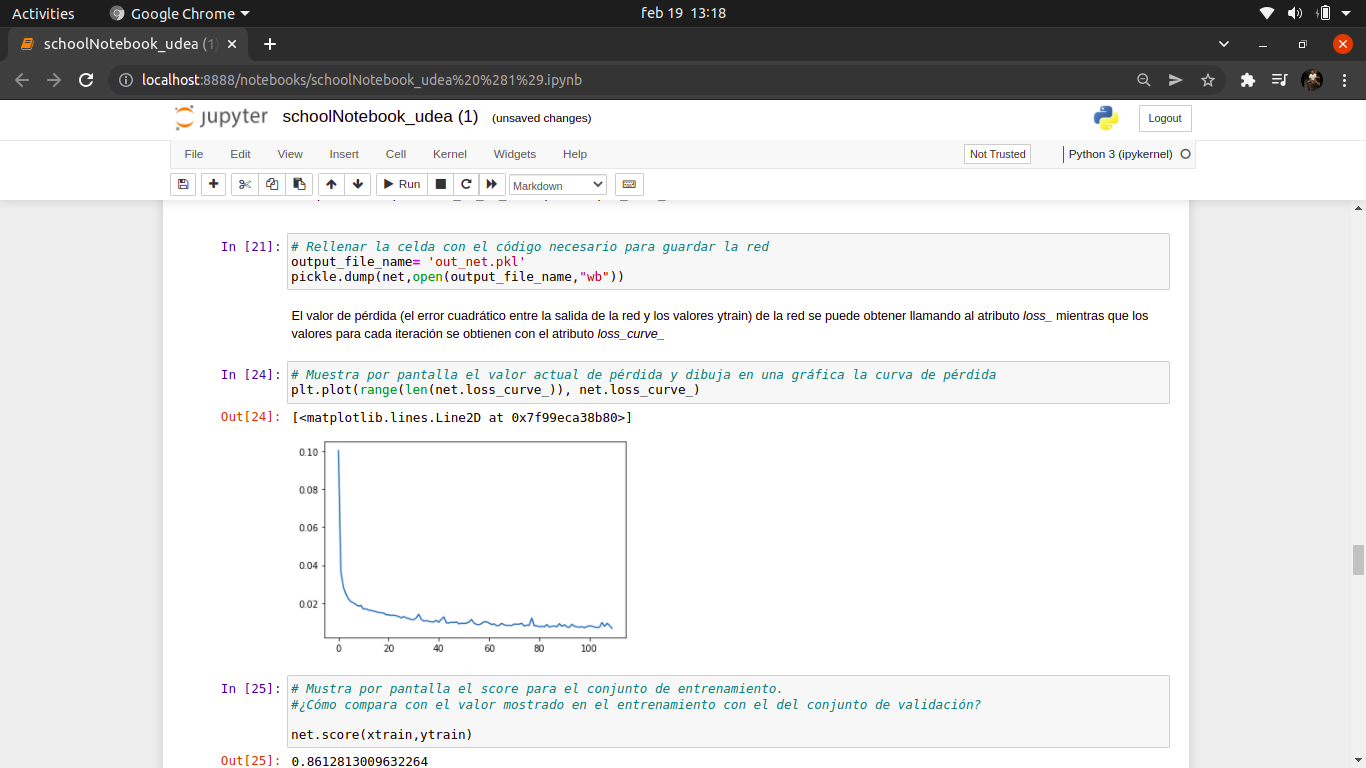 Activities Google Chrome feb 19 13:18
schoolNotebook_udea (1)
localhost:8888/notebooks/schoolNotebook_udea%20%281%29.ipynb
jupyter schoolNotebook_udea (1) (unsaved changes) Logout
File Edit View Insert Cell Kernel Widgets Help Not Trusted Python 3 (ipykernel)
Run Markdown
In [21]: # Rellenar la celda con el código necesario para guardar la red
output_file_name= 'out_net.pkl'
pickle.dump(net,open(output_file_name,"wb"))
El valor de pérdida (el error cuadrático entre la salida de la red y los valores ytrain) de la red se puede obtener llamando al atributo loss_ mientras que los
valores para cada iteración se obtienen con el atributo loss_curve_
In [24]: # Muestra por pantalla el valor actual de pérdida y dibuja en una gráfica la curva de pérdida
plt.plot(range(len(net.loss_curve_)), net.loss_curve_)
Out[24]: [<matplotlib.lines.Line2D at 0x7f99eca38b80>]
0.10
0.08
0.06
0.04
0.02
0 20 40 60 80 100
In [25]: # Mustra por pantalla el score para el conjunto de entrenamiento.
#¿Cómo compara con el valor mostrado en el entrenamiento con el del conjunto de validación?
net.score(xtrain,ytrain)
Out[25]: 0.8612813009632264